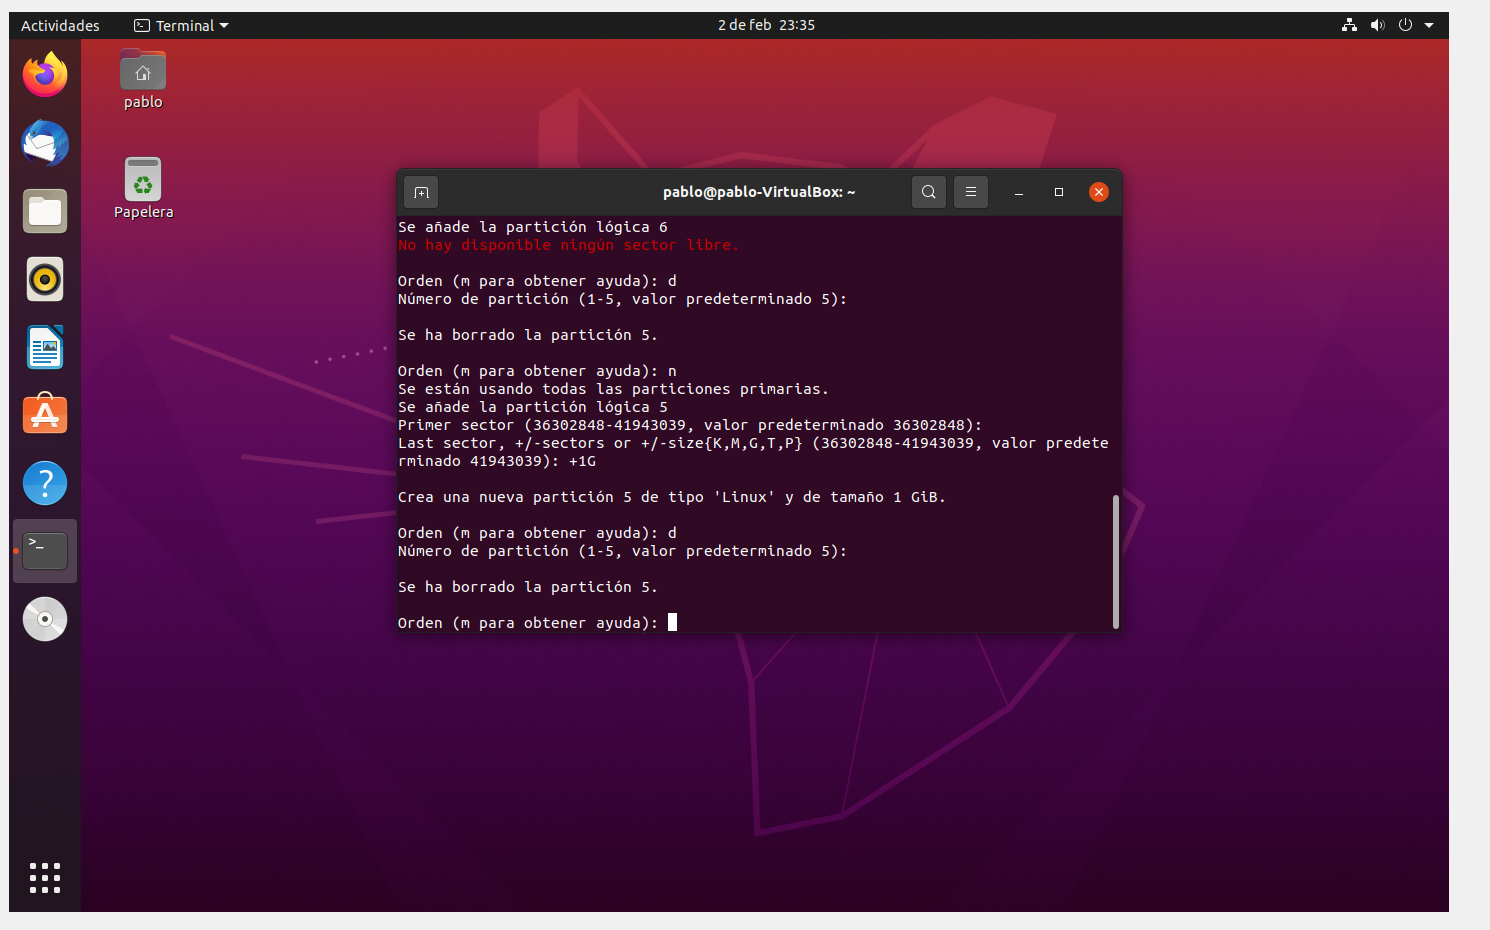 Actividades
Terminal
2 de feb 23:35
pablo
Papelera
pablo@pablo-VirtualBox: ~
Se añade la partición lógica 6
No hay disponible ningún sector libre.
Orden (m para obtener ayuda): d
Número de partición (1-5, valor predeterminado 5):
Se ha borrado la partición 5.
Orden (m para obtener ayuda): n
Se están usando todas las particiones primarias.
Se añade la partición lógica 5
Primer sector (36302848-41943039, valor predeterminado 36302848):
Last sector, +/-sectors or +/-size{K,M,G,T,P} (36302848-41943039, valor predete
rminado 41943039): +1G
Crea una nueva partición 5 de tipo 'Linux' y de tamaño 1 GiB.
Orden (m para obtener ayuda): d
Número de partición (1-5, valor predeterminado 5):
Se ha borrado la partición 5.
Orden (m para obtener ayuda):